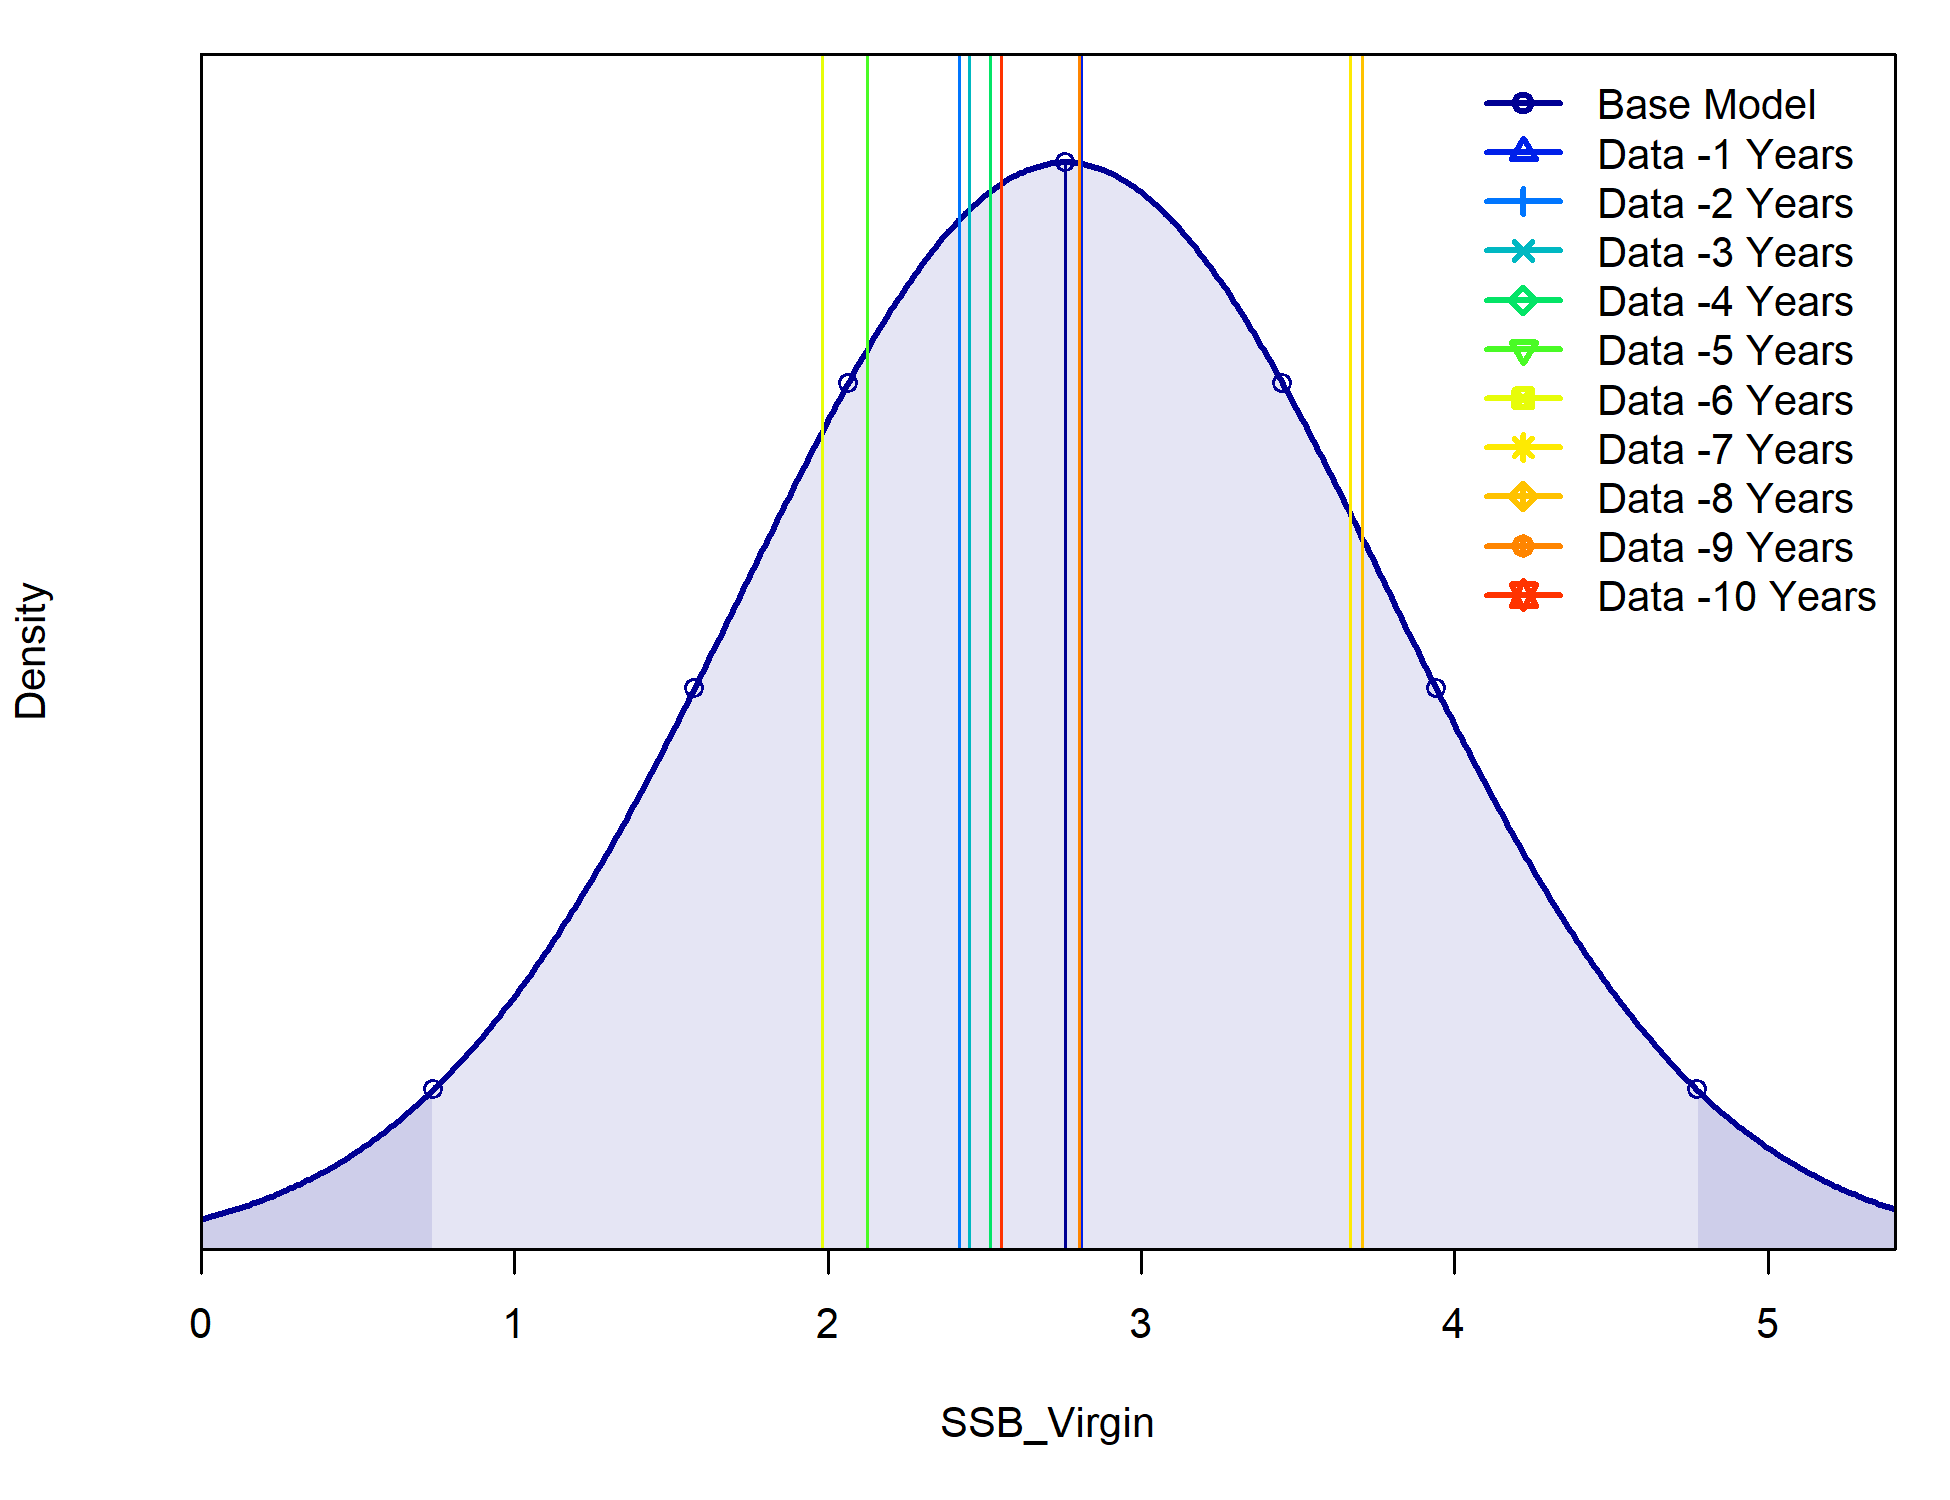 Base Model
Data -1 Years
Data -2 Years
Data -3 Years
Data -4 Years
Data -5 Years
Data -6 Years
Data -7 Years
Data -8 Years
Data -9 Years
Data -10 Years
Density
0 1 2 3 4 5
SSB_Virgin